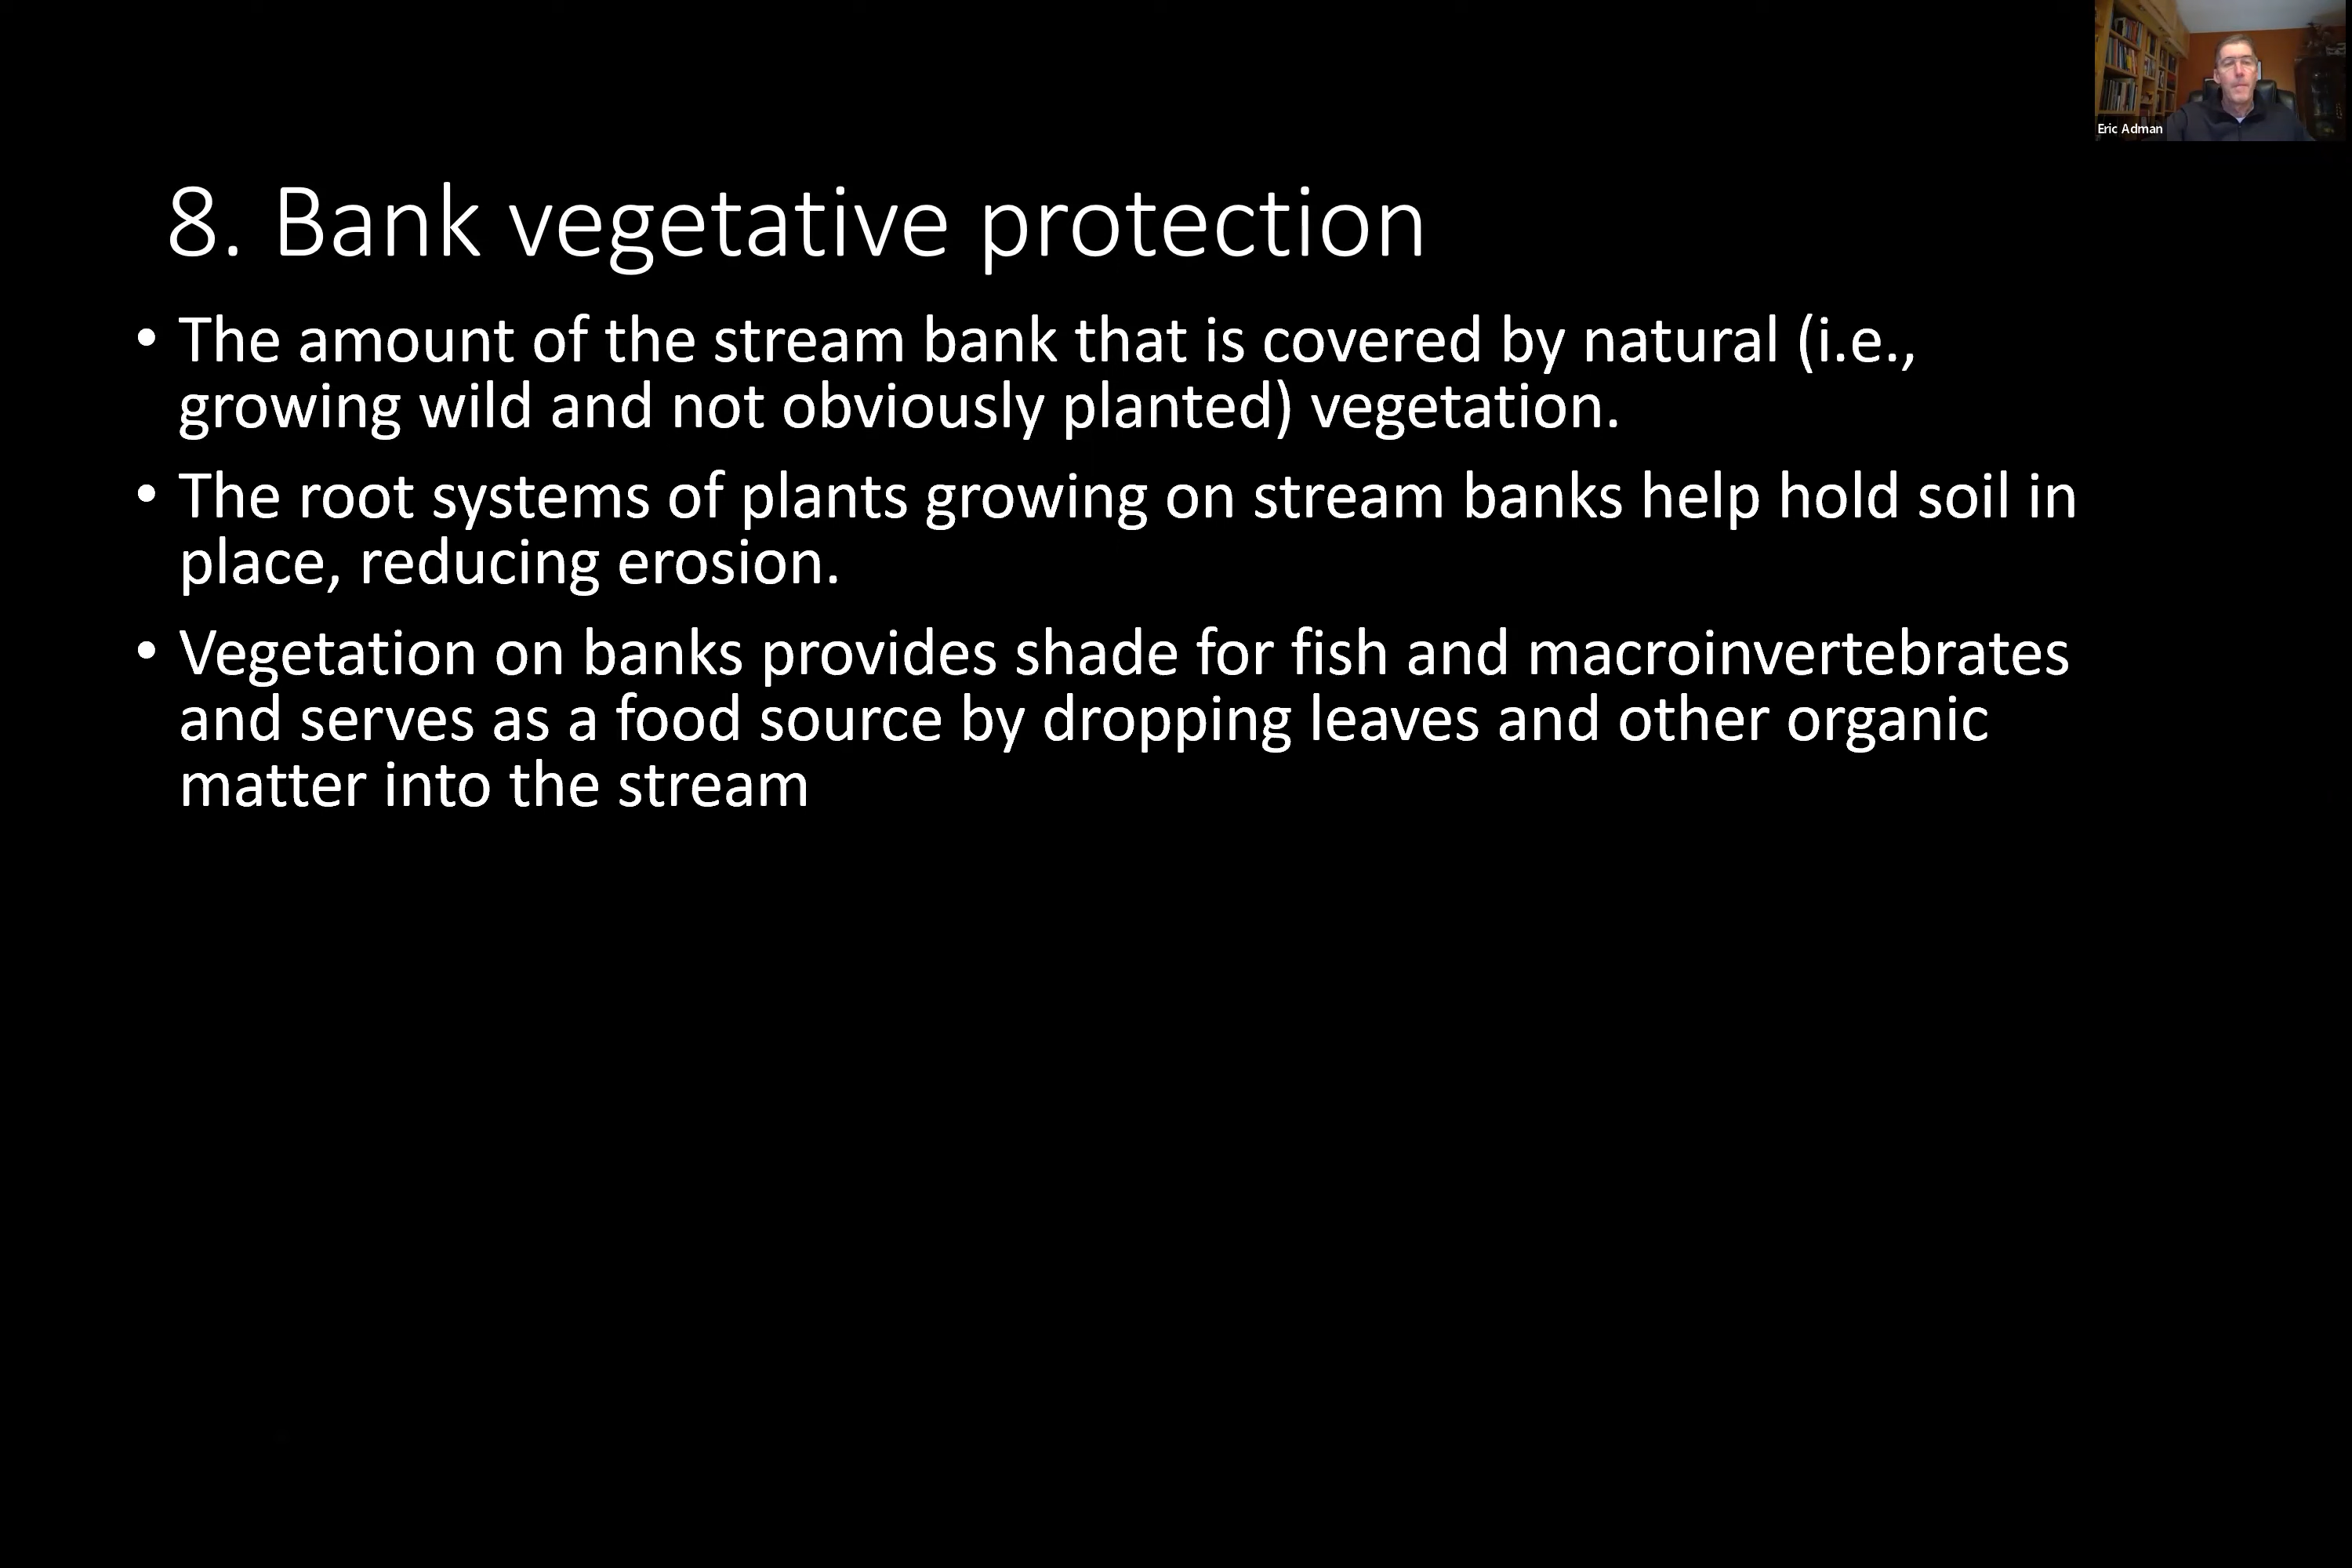 Eric Adman
8. Bank vegetative protection
• The amount of the stream bank that is covered by natural (i.e.,
growing wild and not obviously planted) vegetation.
• The root systems of plants growing on stream banks help hold soil in
place, reducing erosion.
• Vegetation on banks provides shade for fish and macroinvertebrates
and serves as a food source by dropping leaves and other organic
matter into the stream